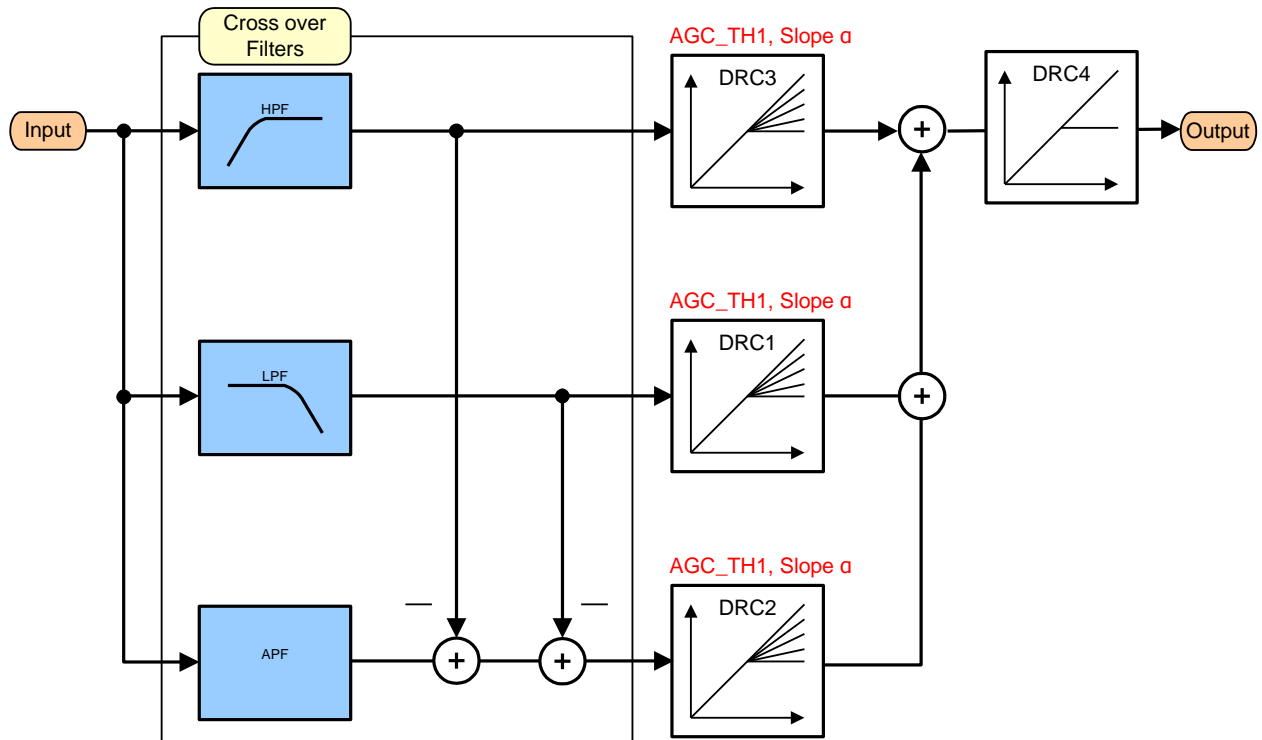 Cross over
Filters
AGC_TH1, Slope α
HPF
DRC3
DRC4
Input
+
Output
AGC_TH1, Slope α
LPF
DRC1
+
AGC_TH1, Slope α
—
—
DRC2
APF
+
+